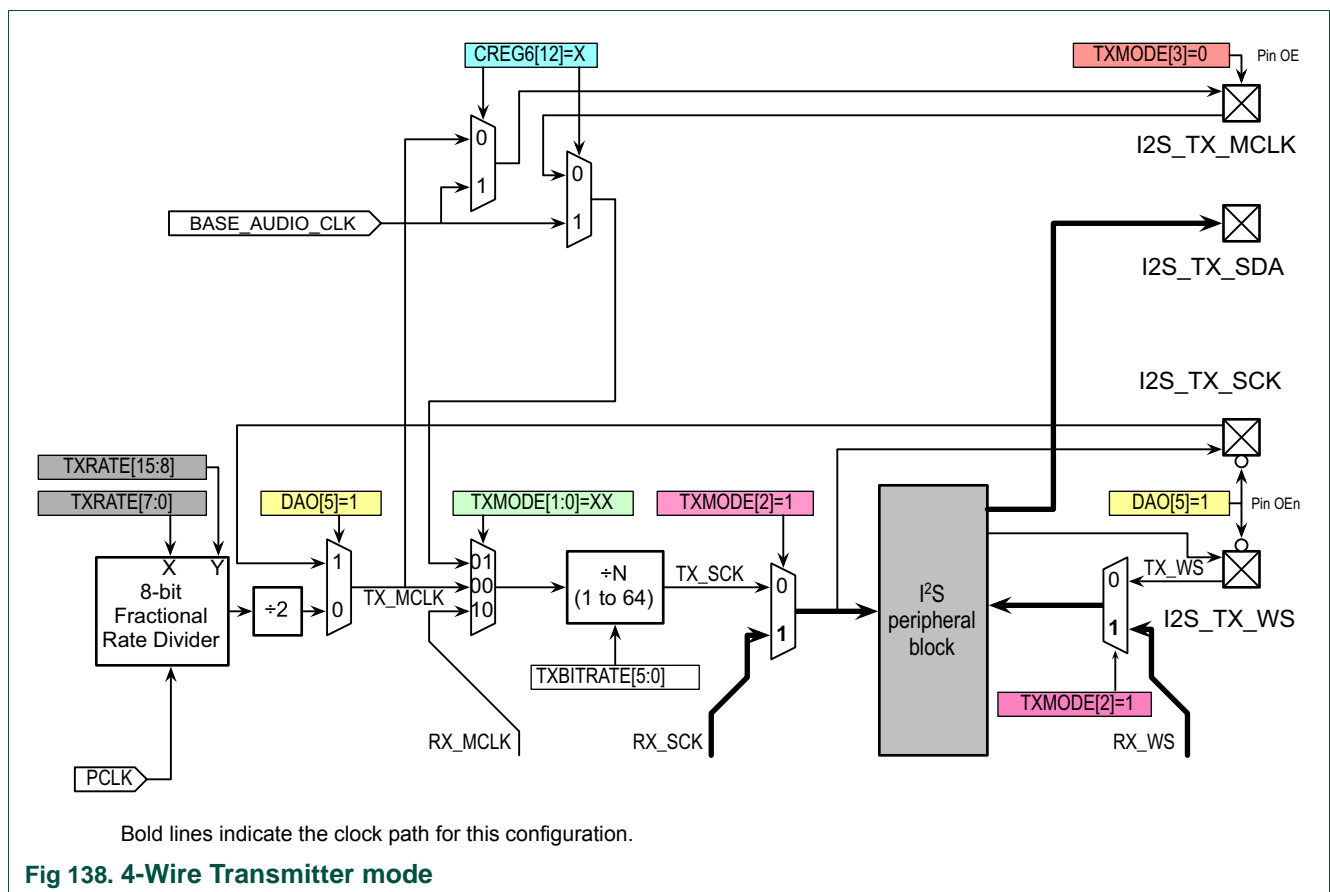 CREG6[12]=X
TXMODE[3]=0
Pin OE
0
1
I2S_TX_MCLK
0
1
BASE_AUDIO_CLK
I2S_TX_SDA
I2S_TX_SCK
TXRATE[15:8]
TXRATE[7:0]
DAO[5]=1
TXMODE[1:0]=XX
TXMODE[2]=1
DAO[5]=1
Pin OEn
X Y
8-bit
Fractional
Rate Divider
÷2
1
0
TX_MCLK
01
00
10
÷N
(1 to 64)
TX_SCK
0
1
I²S
peripheral
block
TX_WS
0
1
I2S_TX_WS
TXBITRATE[5:0]
TXMODE[2]=1
RX_MCLK
RX_SCK
RX_WS
PCLK
Bold lines indicate the clock path for this configuration.
Fig 138. 4-Wire Transmitter mode